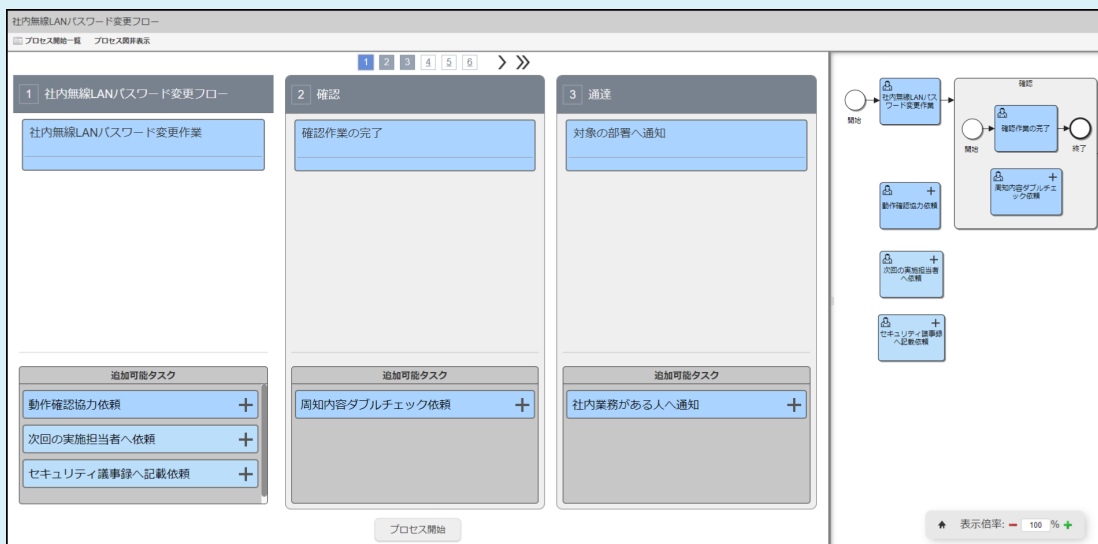 社内無線LANパスワード変更フロー
プロセス開始一覧 プロセス図非表示
1 2 3 4 5 6
1 社内無線LANパスワード変更フロー
社内無線LANパスワード変更作業
追加可能タスク
動作確認協力依頼
次回の実施担当者へ依頼
セキュリティ議事録へ記載依頼
2 確認
確認作業の完了
追加可能タスク
周知内容ダブルチェック依頼
3 通達
対象の部署へ通知
追加可能タスク
社内業務がある人へ通知
プロセス開始
開始
社内無線LANパス
ワード変更作業
確認
開始
確認作業の完了
終了
周知内容ダブルチェ
ック依頼
動作確認協力依頼
次回の実施担当者
へ依頼
セキュリティ議事録
へ記載依頼
表示倍率: 100 %